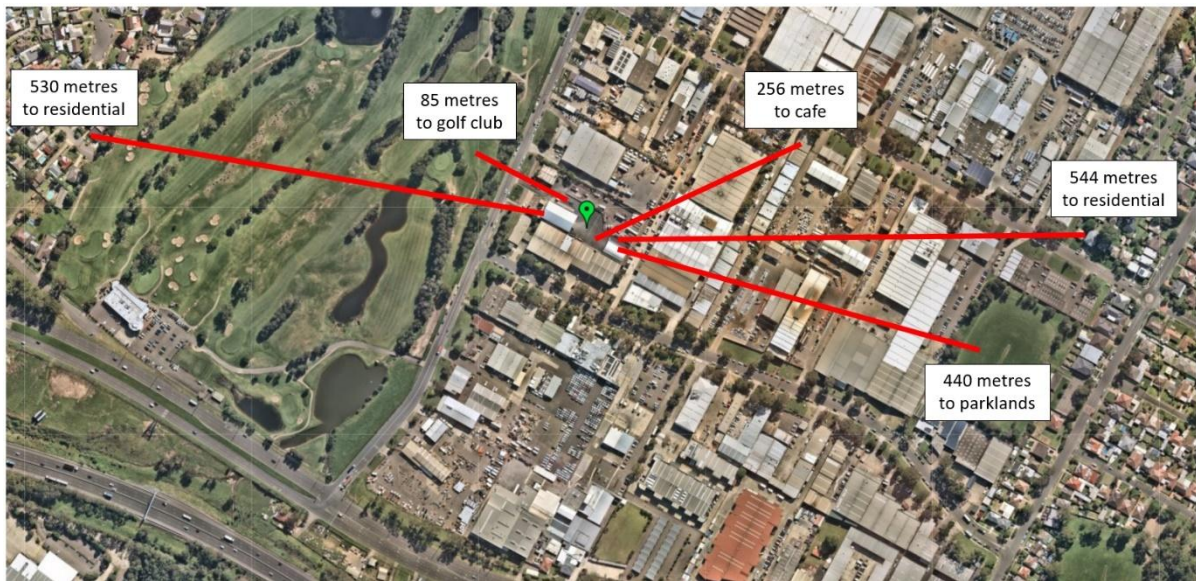 530 metres
to residential
85 metres
to golf club
256 metres
to cafe
544 metres
to residential
440 metres
to parklands